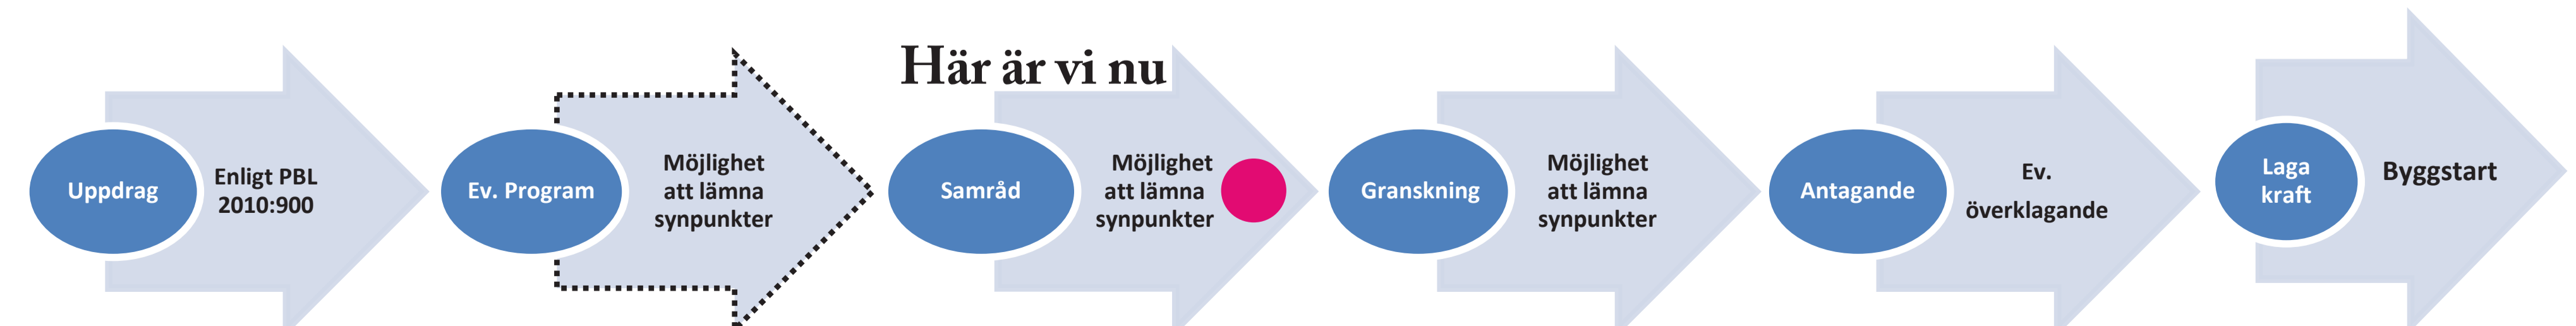 Här är vi nu
Uppdrag
Enligt PBL
2010:900
Ev. Program
Möjlighet
att lämna
synpunkter
Samråd
Möjlighet
att lämna
synpunkter
Granskning
Möjlighet
att lämna
synpunkter
Antagande
Ev.
överklagande
Laga
kraft
Byggstart